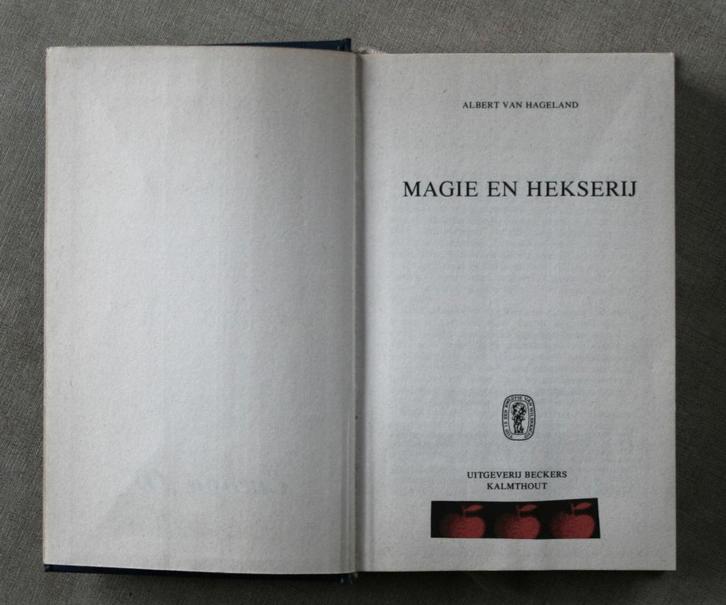 ALBERT VAN HAGELAND
MAGIE EN HEKSERIJ
UITGEVERIJ BECKERS
KALMTHOUT